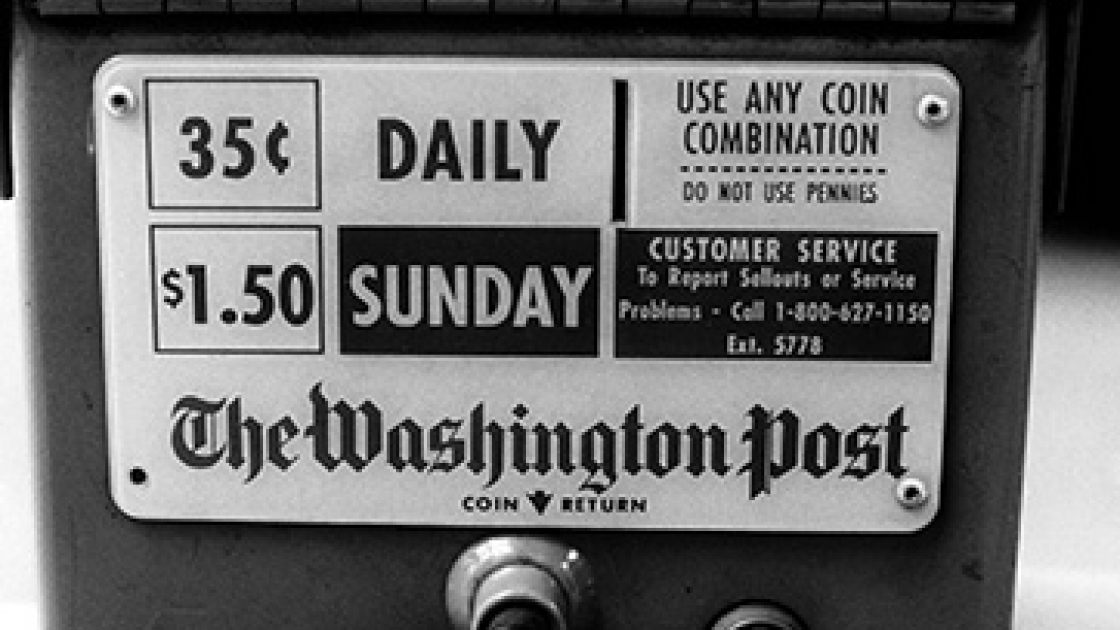 35¢ DAILY
USE ANY COIN
COMBINATION
DO NOT USE PENNIES
$1.50 SUNDAY
CUSTOMER SERVICE
To Report Sellouts or Service
Problems - Call 1-800-627-1150
Ext. 5778
The Washington Post
COIN RETURN